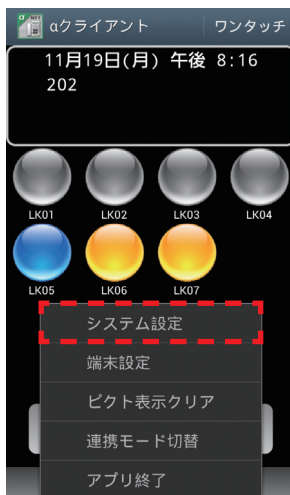 αクライアント ワンタッチ
11月19日(月) 午後 8:16
202
LK01 LK02 LK03 LK04
LK05 LK06 LK07
システム設定
端末設定
ピクト表示クリア
連携モード切替
アプリ終了